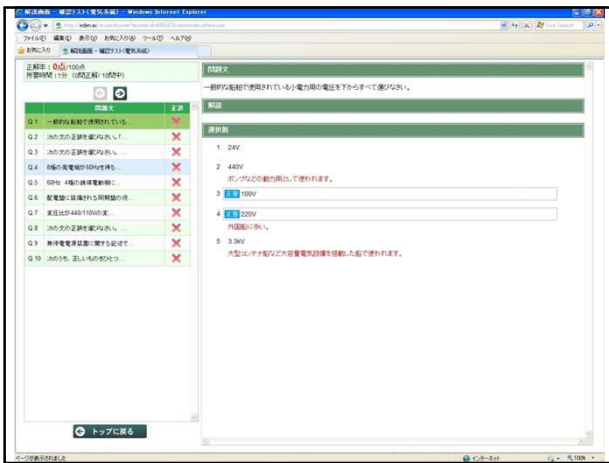 解説画面 - 確認テスト(電気系統) - Windows Internet Explorer
Live Search
ファイル(F) 編集(E) 表示(V) お気に入り(A) ツール(T) ヘルプ(H)
お気に入り 解説画面 - 確認テスト(電気系統)
正解率：0点/100点
所要時間：1分 (0問正解/10問中)
問題文 正誤
Q.1 一般的な船舶で使用されている...
Q.2 次の文の正誤を選びなさい。「...
Q.3 次の文の正誤を選びなさい。...
Q.4 8極の発電機が60Hzを得る...
Q.5 60Hz 4極の誘導電動機に...
Q.6 配電盤に装備される同期盤の役...
Q.7 変圧比が440/110Vの変...
Q.8 次の文の正誤を選びなさい。...
Q.9 無停電電源装置に関する記述で...
Q.10 次のうち、正しいものをひとつ...
トップに戻る
問題文
一般的な船舶で使用されている小電力用の電圧を下からすべて選びなさい。
解説
選択肢
1 24V
2 440V
ポンプなどの動力用として使われます。
3 正解 100V
4 正解 220V
外国船に多い。
5 3.3kV
大型コンテナ船など大容量電気設備を搭載した船で使われます。
ページが表示されました
インターネット
100%